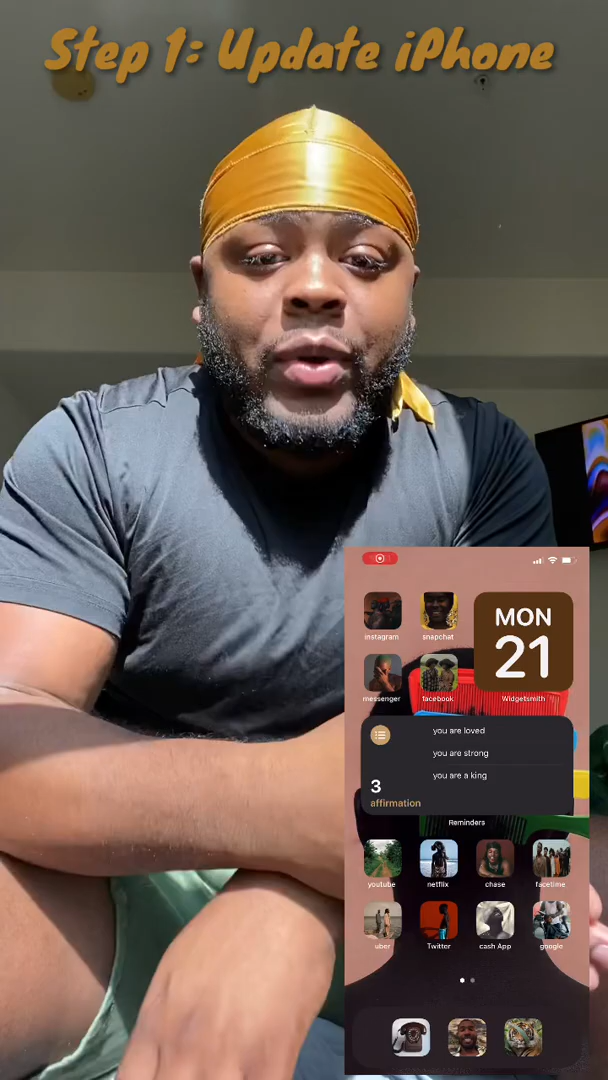 Step 1: Update iPhone
MON
21
instagram
snapchat
messenger
facebook
Widgetsmith
you are loved
you are strong
you are a king
3
affirmation
Reminders
youtube
netflix
chase
facetime
uber
Twitter
cash App
google